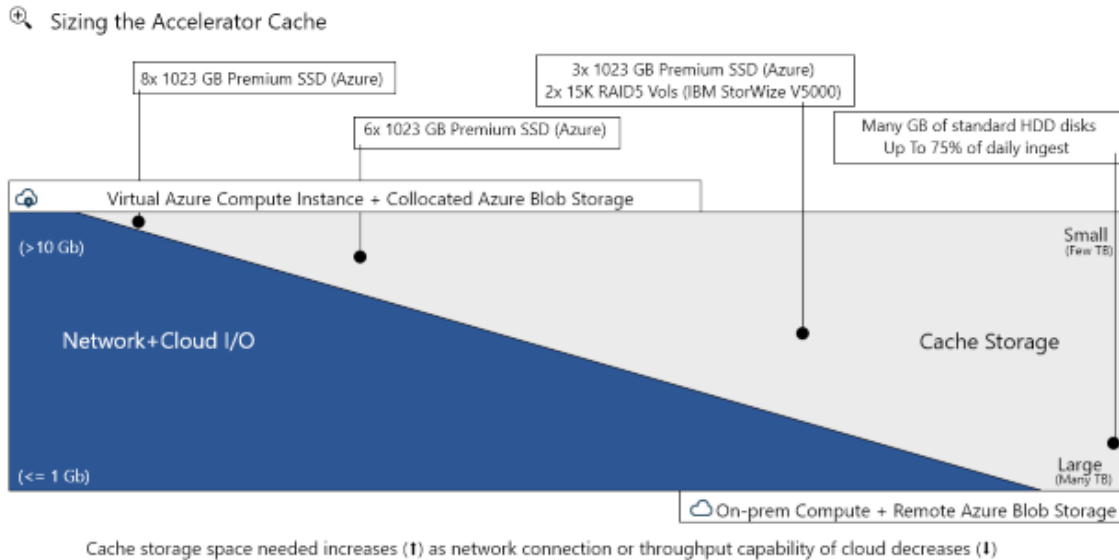 Sizing the Accelerator Cache
8x 1023 GB Premium SSD (Azure)
3x 1023 GB Premium SSD (Azure)
2x 15K RAID5 Vols (IBM StorWize V5000)
6x 1023 GB Premium SSD (Azure)
Many GB of standard HDD disks
Up To 75% of daily ingest
Virtual Azure Compute Instance + Collocated Azure Blob Storage
(>10 Gb)
Small
(Few TB)
Network+Cloud I/O
Cache Storage
(<= 1 Gb)
Large
(Many TB)
On-prem Compute + Remote Azure Blob Storage
Cache storage space needed increases (⬆) as network connection or throughput capability of cloud decreases (⬇)